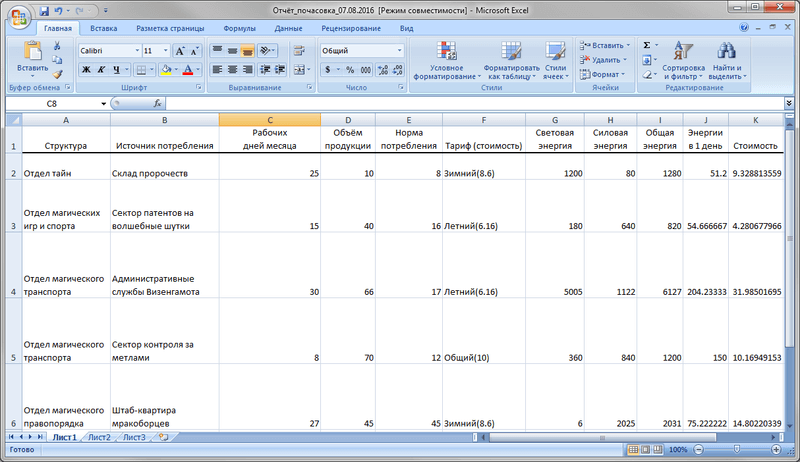 Отчёт_почасовка_07.08.2016 [Режим совместимости] - Microsoft Excel
Главная Вставка Разметка страницы Формулы Данные Рецензирование Вид
Вставить
Буфер обмена
Calibri 11
Ж К Ч
Шрифт
Выравнивание
Общий
% 000
Число
Условное форматирование
Форматировать как таблицу
Стили ячеек
Стили
Вставить
Удалить
Формат
Ячейки
Σ
Сортировка и фильтр
Найти и выделить
Редактирование
C8 fx
A B C D E F G H I J K
Рабочих Объём Норма Световая Силовая Общая Энергии
1 Структура Источник потребления дней месяца продукции потребления Тариф (стоимость) энергия энергия энергия в 1 день Стоимость
2 Отдел тайн Склад пророчеств 25 10 8 Зимний(8.6) 1200 80 1280 51.2 9.328813559
Отдел магических Сектор патентов на
3 игр и спорта волшебные шутки 15 40 16 Летний(6.16) 180 640 820 54.666667 4.280677966
Отдел магического Административные
4 транспорта службы Визенгамота 30 66 17 Летний(6.16) 5005 1122 6127 204.23333 31.98501695
Отдел магического Сектор контроля за
5 транспорта метлами 8 70 12 Общий(10) 360 840 1200 150 10.16949153
Отдел магического Штаб-квартира
6 правопорядка мракоборцев 27 45 45 Зимний(8.6) 6 2025 2031 75.222222 14.80220339
Лист1 Лист2 Лист3
Готово 100%